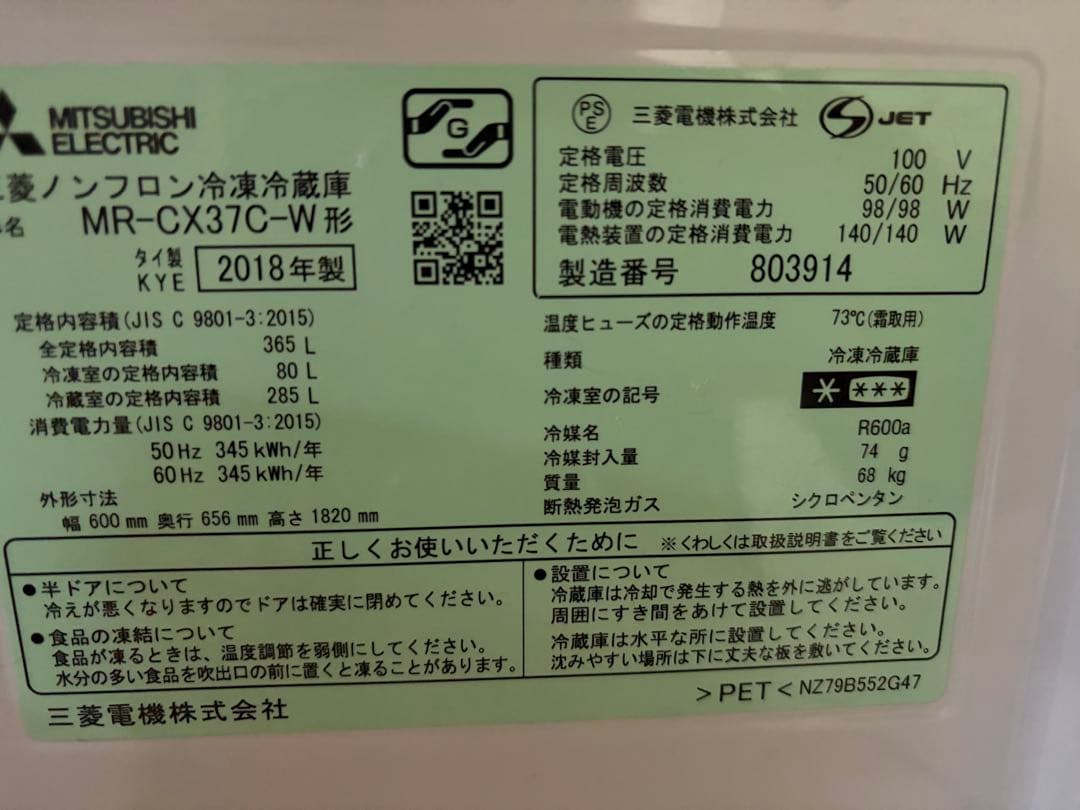 MITSUBISHI
ELECTRIC
G
菱ノンフロン冷凍冷蔵庫
名 MR-CX37C-W形
タイ製
KYE
2018年製
PS
E
三菱電機株式会社
S JET
定格電圧 100 V
定格周波数 50/60 Hz
電動機の定格消費電力 98/98 W
電熱装置の定格消費電力 140/140 W
製造番号 803914
定格内容積(JIS C 9801-3:2015)
全定格内容積 365 L
冷凍室の定格内容積 80 L
冷蔵室の定格内容積 285 L
消費電力量(JIS C 9801-3:2015)
50Hz 345kWh/年
60Hz 345kWh/年
外形寸法
幅 600mm 奥行 656mm 高さ 1820mm
温度ヒューズの定格動作温度 73℃(霜取用)
種類 冷凍冷蔵庫
冷凍室の記号 * ***
冷媒名 R600a
冷媒封入量 74 g
質量 68 kg
断熱発泡ガス シクロペンタン
正しくお使いいただくために ※くわしくは取扱説明書をご覧ください
●半ドアについて
冷えが悪くなりますのでドアは確実に閉めてください。
●食品の凍結について
食品が凍るときは、温度調節を弱側にしてください。
水分の多い食品を吹出口の前に置くと凍ることがあります。
●設置について
冷蔵庫は冷却で発生する熱を外に逃がしています。
周囲にすき間をあけて設置してください。
冷蔵庫は水平な所に設置してください。
沈みやすい場所は下に丈夫な板を敷いてください。
三菱電機株式会社
>PET< NZ79B552G47